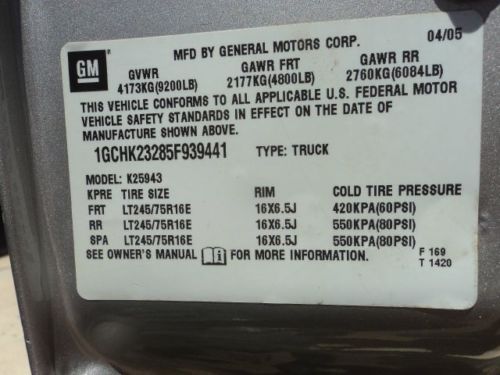 MFD BY GENERAL MOTORS CORP. 04/05
GM
GVWR GAWR FRT GAWR RR
4173KG(9200LB) 2177KG(4800LB) 2760KG(6084LB)
THIS VEHICLE CONFORMS TO ALL APPLICABLE U.S. FEDERAL MOTOR
VEHICLE SAFETY STANDARDS IN EFFECT ON THE DATE OF
MANUFACTURE SHOWN ABOVE.
1GCHK23285F939441 TYPE: TRUCK
MODEL: K25943
KPRE TIRE SIZE RIM COLD TIRE PRESSURE
FRT LT245/75R16E 16X6.5J 420KPA(60PSI)
RR LT245/75R16E 16X6.5J 550KPA(80PSI)
SPA LT245/75R16E 16X6.5J 550KPA(80PSI)
SEE OWNER'S MANUAL i FOR MORE INFORMATION. F 169
T 1420